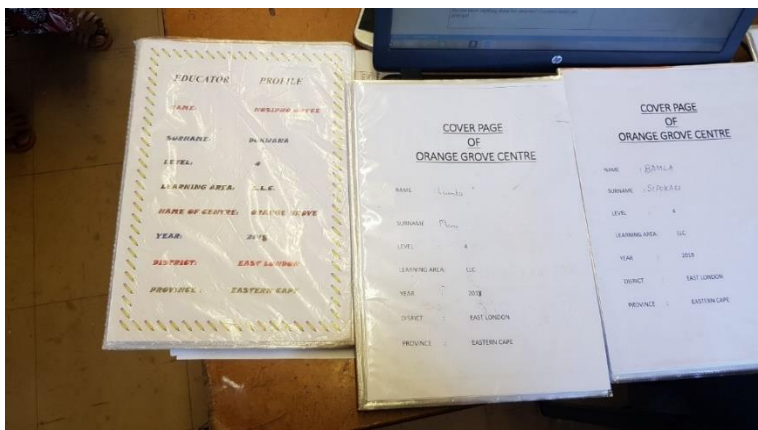 EDUCATOR PROFILE
NAME:
SURNAME:
LEVEL: 4
LEARNING AREA: L.L.C.
NAME OF CENTRE: ORANGE GROVE
YEAR: 2018
DISTRICT: EAST LONDON
PROVINCE : EASTERN CAPE
COVER PAGE
OF
ORANGE GROVE CENTRE
NAME
SURNAME
LEVEL : 4
LEARNING AREA: LLC
YEAR : 2018
DISTRICT : EAST LONDON
PROVINCE : EASTERN CAPE
COVER PAGE
OF
ORANGE GROVE CENTRE
NAME : BAMLA
SURNAME :
LEVEL : 4
LEARNING AREA: LLC
YEAR : 2018
DISTRICT : EAST LONDON
PROVINCE : EASTERN CAPE
hp